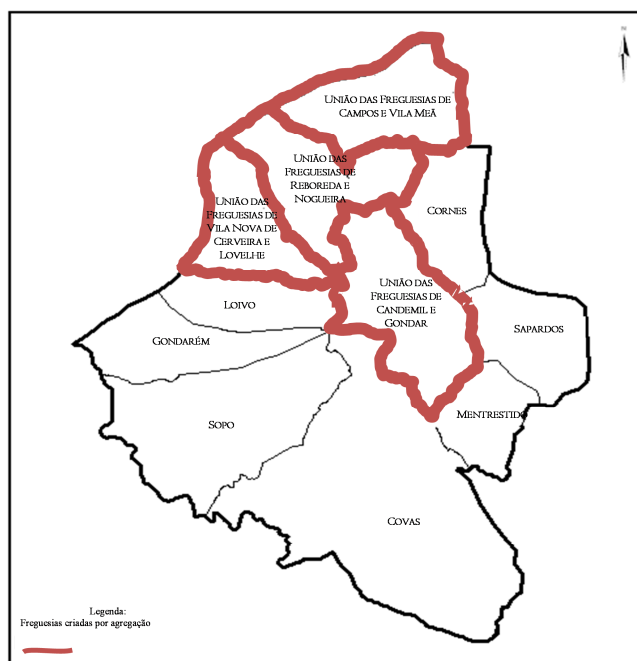 UNIÃO DAS FREGUESIAS DE
CAMPOS E VILA MEÃ
UNIÃO DAS
FREGUESIAS DE
REBOREDA E
NOGUEIRA
UNIÃO DAS
FREGUESIAS DE
VILA NOVA DE
CERVEIRA E
LOVELHE
CORNES
UNIÃO DAS
FREGUESIAS DE
CANDEMIL E
GONDAR
LOIVO
GONDARÉM
SAPARDOS
MENTRESTIDO
SOPO
COVAS
Legenda:
Freguesias criadas por agregação